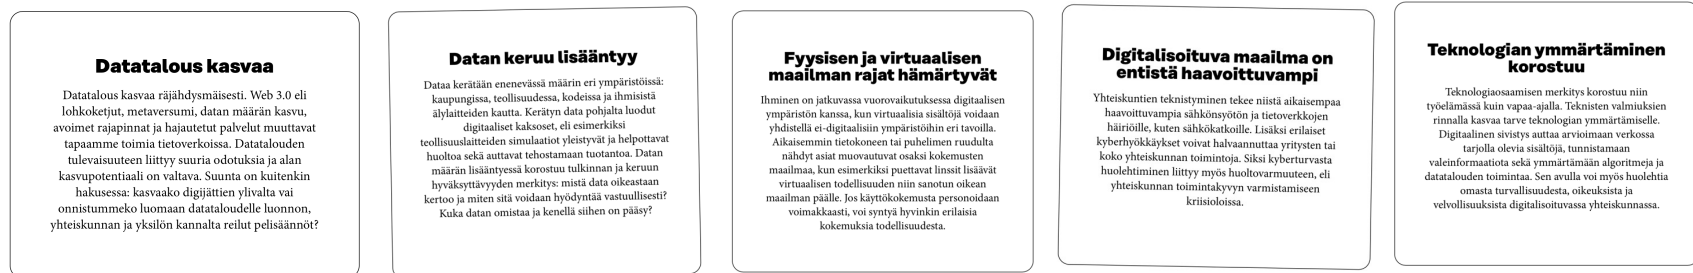 Datatalous kasvaa
Datatalous kasvaa räjähdysmäisesti. Web 3.0 eli
lohkoketjut, metaversumi, datan määrän kasvu,
avoimet rajapinnat ja hajautetut palvelut muuttavat
tapaamme toimia tietoverkoissa. Datatalouden
tulevaisuuteen liittyy suuria odotuksia ja alan
kasvupotentiaali on valtava. Suunta on kuitenkin
hakusessa: kasvaako digijättien ylivalta vai
onnistummeko luomaan datataloudelle luonnon,
yhteiskunnan ja yksilön kannalta reilut pelisäännöt?
Datan keruu lisääntyy
Dataa kerätään enenevässä määrin eri ympäristöissä:
kaupungissa, teollisuudessa, kodeissa ja ihmisistä
älylaitteiden kautta. Kerätyn data pohjalta luodut
digitaaliset kaksoset, eli esimerkiksi
teollisuuslaitteiden simulaatiot yleistyvät ja helpottavat
huoltoa sekä auttavat tehostamaan tuotantoa. Datan
määrän lisääntyessä korostuu tulkinnan ja keruun
hyväksyttävyyden merkitys: mistä data oikeastaan
kertoo ja miten sitä voidaan hyödyntää vastuullisesti?
Kuka datan omistaa ja kenellä siihen on pääsy?
Fyysisen ja virtuaalisen
maailman rajat hämärtyvät
Ihminen on jatkuvassa vuorovaikutuksessa digitaalisen
ympäristön kanssa, kun virtuaalisia sisältöjä voidaan
yhdistellä ei-digitaalisiin ympäristöihin eri tavoilla.
Aikaisemmin tietokoneen tai puhelimen ruudulta
nähdyt asiat muovautuvat osaksi kokemusten
maailmaa, kun esimerkiksi puettavat linssit lisäävät
virtuaalisen todellisuuden niin sanotun oikean
maailman päälle. Jos käyttökokemusta personoidaan
voimakkaasti, voi syntyä hyvinkin erilaisia
kokemuksia todellisuudesta.
Digitalisoituva maailma on
entistä haavoittuvampi
Yhteiskuntien teknistyminen tekee niistä aikaisempaa
haavoittuvampia sähkönsyötön ja tietoverkkojen
häiriöille, kuten sähkökatkoille. Lisäksi erilaiset
kyberhyökkäykset voivat halvaannuttaa yritysten tai
koko yhteiskunnan toimintoja. Siksi kyberturvasta
huolehtiminen liittyy myös huoltovarmuuteen, eli
yhteiskunnan toimintakyvyn varmistamiseen
kriisioloissa.
Teknologian ymmärtäminen
korostuu
Teknologiaosaamisen merkitys korostuu niin
työelämässä kuin vapaa-ajalla. Teknisten valmiuksien
rinnalla kasvaa tarve teknologian ymmärtämiselle.
Digitaalinen sivistys auttaa arvioimaan verkossa
tarjolla olevia sisältöjä, tunnistamaan
valeinformaatiota sekä ymmärtämään algoritmeja ja
datatalouden toimintaa. Sen avulla voi myös huolehtia
omasta turvallisuudesta, oikeuksista ja
velvollisuuksista digitalisoituvassa yhteiskunnassa.